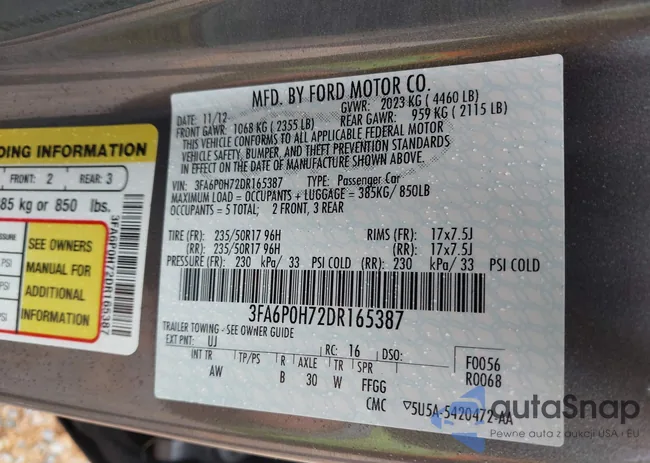 DING INFORMATION
FRONT: 2 REAR: 3
85 kg or 850 lbs.
SEE OWNERS
MANUAL FOR
ADDITIONAL
INFORMATION
PSI
PSI
3FA6P0H72DR165387
MFD. BY FORD MOTOR CO.
DATE: 11/12 GVWR: 2023 KG ( 4460 LB)
FRONT GAWR: 1068 KG ( 2355 LB) REAR GAWR: 959 KG ( 2115 LB)
THIS VEHICLE CONFORMS TO ALL APPLICABLE FEDERAL MOTOR
VEHICLE SAFETY, BUMPER, AND THEFT PREVENTION STANDARDS
IN EFFECT ON THE DATE OF MANUFACTURE SHOWN ABOVE.
VIN: 3FA6P0H72DR165387 TYPE: Passenger Car
MAXIMUM LOAD = OCCUPANTS + LUGGAGE = 385KG/ 850LB
OCCUPANTS = 5 TOTAL; 2 FRONT, 3 REAR
TIRE (FR): 235/50R17 96H RIMS (FR): 17x7.5J
(RR): 235/50R17 96H (RR): 17x7.5J
PRESSURE (FR): 230 kPa/ 33 PSI COLD (RR): 230 kPa/ 33 PSI COLD
3FA6P0H72DR165387
TRAILER TOWING - SEE OWNER GUIDE
EXT PNT: UJ RC: 16 DSO: F0056
INT TR TP/PS R AXLE TR SPR R0068
AW B 30 W FFGG
CMC ▽5U5A-5420472-AA
autaSnap
Pewne auta z aukcji USA i EU